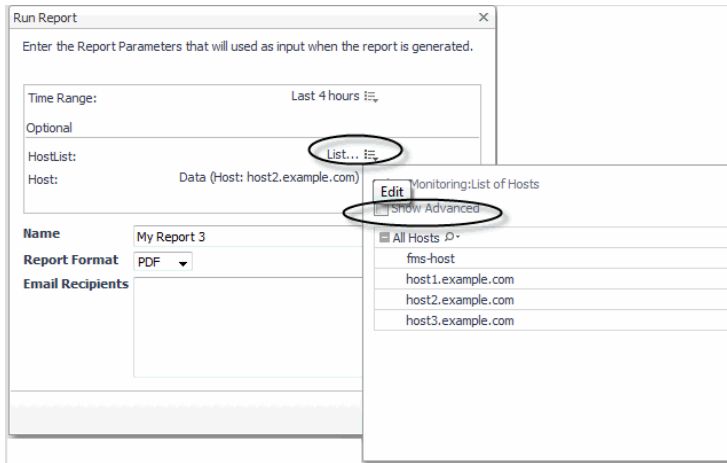 Run Report
Enter the Report Parameters that will used as input when the report is generated.
Time Range: Last 4 hours
Optional
HostList: List...
Host: Data (Host: host2.example.com)
Monitoring:List of Hosts
Edit
Show Advanced
All Hosts
fms-host
host1.example.com
host2.example.com
host3.example.com
Name My Report 3
Report Format PDF
Email Recipients